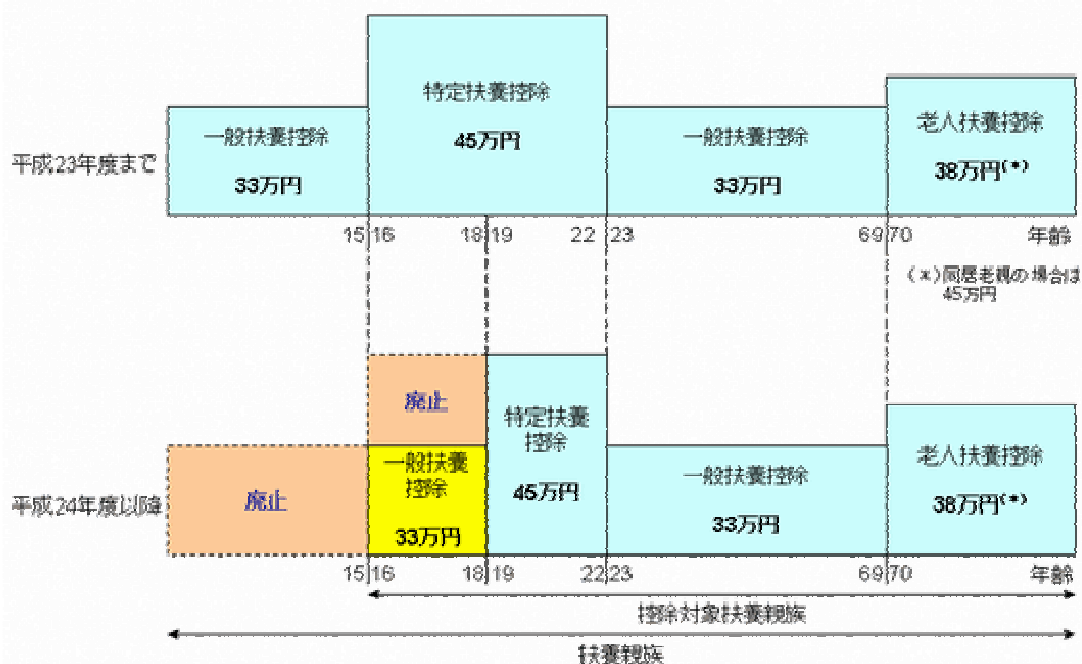 特定扶養控除
45万円
一般扶養控除
33万円
一般扶養控除
33万円
老人扶養控除
38万円(*)
平成23年度まで
15 16 18 19 22 23 69 70 年齢
(*)同居老親の場合は
45万円
廃止
特定扶養
控除
45万円
一般扶養
控除
33万円
廃止
一般扶養控除
33万円
老人扶養控除
38万円(*)
平成24年度以降
15 16 18 19 22 23 69 70 年齢
控除対象扶養親族
扶養親族